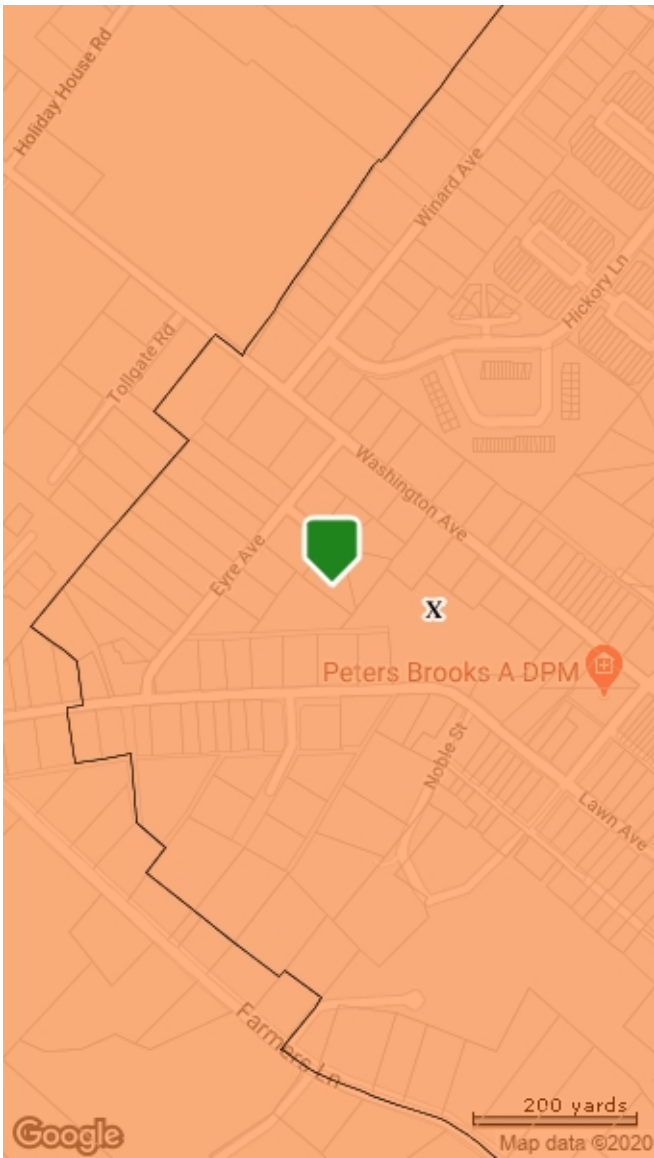 Holiday House Rd
Winard Ave
Hickory Ln
Tollgate Rd
Washington Ave
Eyre Ave
X
Peters Brooks A DPM
Noble St
Lawn Ave
Farmers Ln
200 yards
Google
Map data ©2020